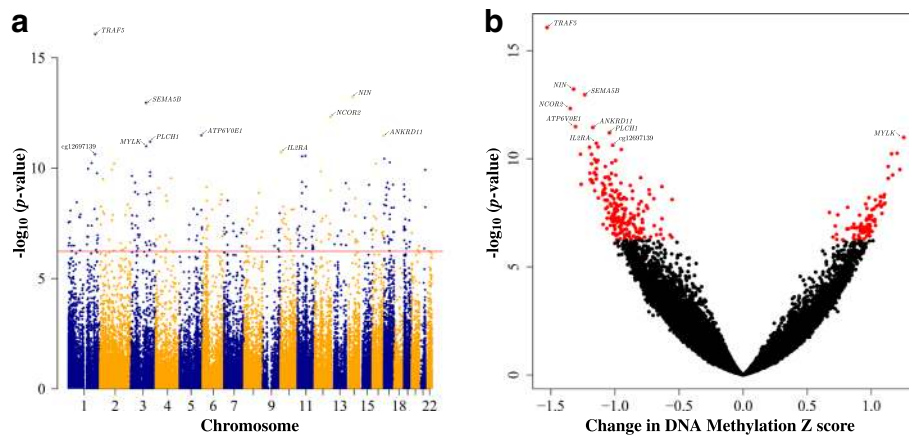 a
TRAF5
15
SEMA5B
NIN
NCOR2
ATP6V0E1
PLCH1
ANKRD11
MYLK
cg12697139
IL2RA
10
-log10 (p-value)
5
0
1 2 3 4 5 6 7 9 11 13 15 18 22
Chromosome
b
TRAF5
15
NIN
SEMA5B
NCOR2
ATP6V0E1
ANKRD11
PLCH1
MYLK
IL2RA
cg12697139
10
-log10 (p-value)
5
0
-1.5 -1.0 -0.5 0.0 0.5 1.0
Change in DNA Methylation Z score